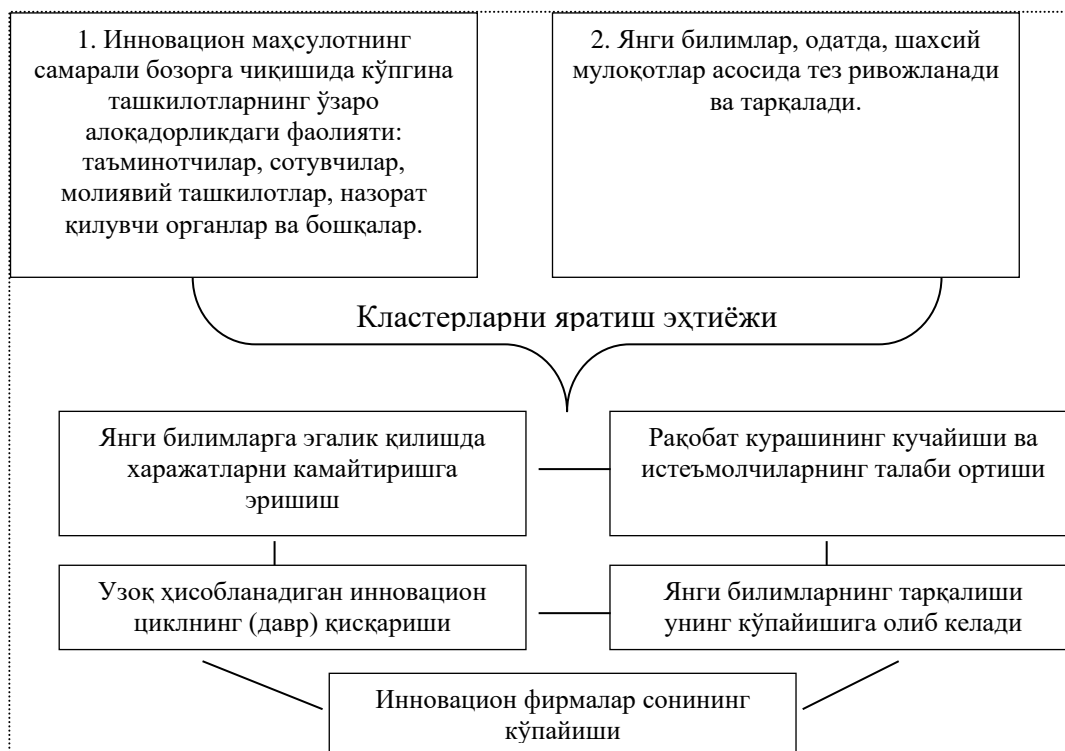 1. Инновацион маҳсулотнинг
самарали бозорга чиқишида кўпгина
ташкилотларнинг ўзаро
алоқадорликдаги фаолияти:
таъминотчилар, сотувчилар,
молиявий ташкилотлар, назорат
қилувчи органлар ва бошқалар.
2. Янги билимлар, одатда, шахсий
мулоқотлар асосида тез ривожланади
ва тарқалади.
Кластерларни яратиш эҳтиёжи
Янги билимларга эгалик қилишда
харажатларни камайтиришга
эришиш
Рақобат курашининг кучайиши ва
истеъмолчиларнинг талаби ортиши
Узоқ ҳисобланадиган инновацион
циклнинг (давр) қисқариши
Янги билимларнинг тарқалиши
унинг кўпайишига олиб келади
Инновацион фирмалар сонининг
кўпайиши